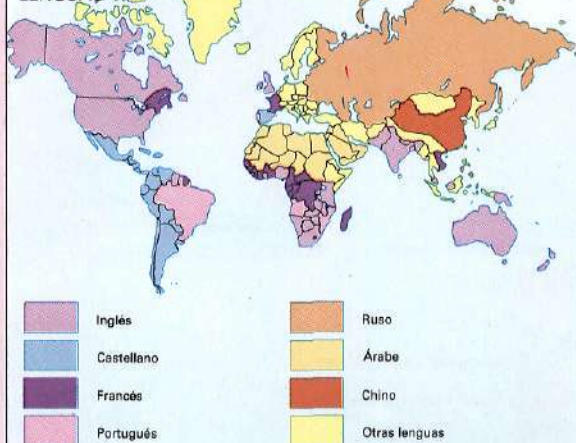 Inglés
Castellano
Francés
Portugués
Ruso
Árabe
Chino
Otras lenguas